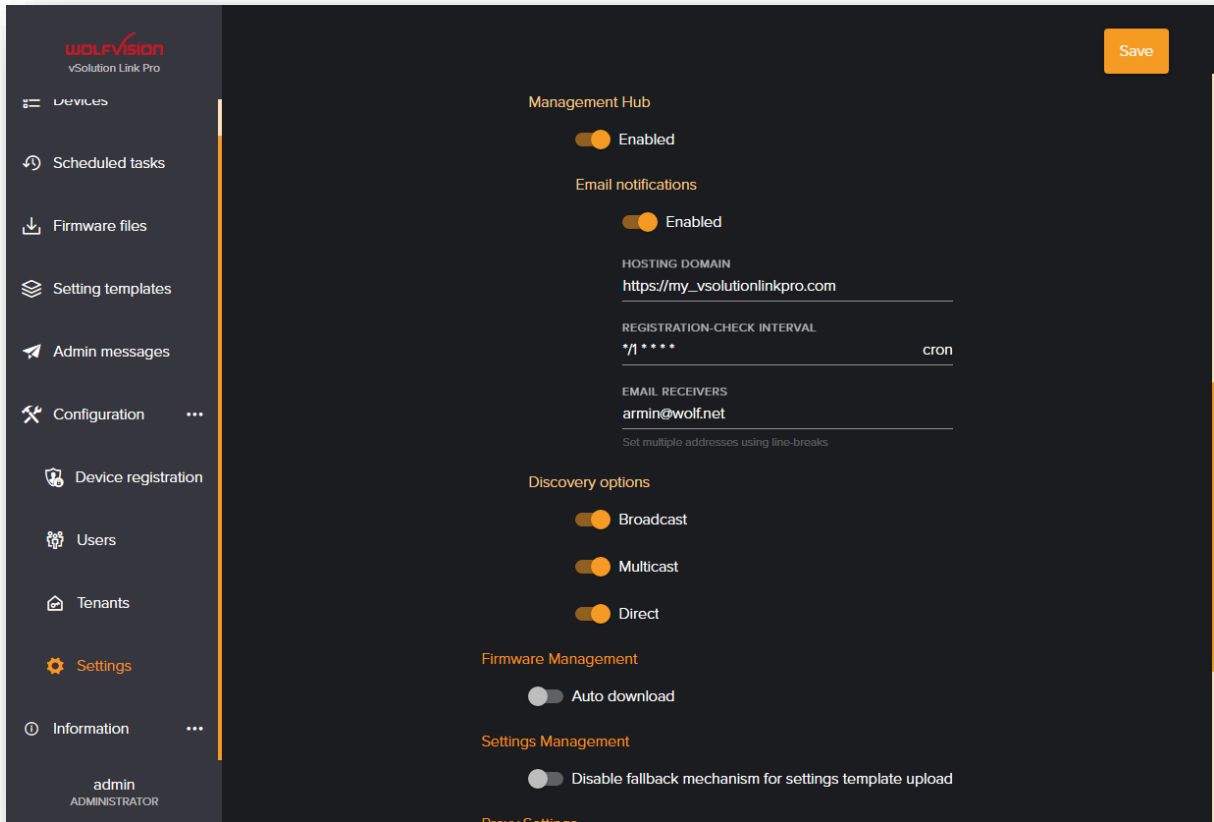 WOLFVISION
vSolution Link Pro
Devices
Scheduled tasks
Firmware files
Setting templates
Admin messages
Configuration •••
Device registration
Users
Tenants
Settings
Information •••
admin
ADMINISTRATOR
Save
Management Hub
Enabled
Email notifications
Enabled
HOSTING DOMAIN
https://my_vsolutionlinkpro.com
REGISTRATION-CHECK INTERVAL
*/1 * * * * cron
EMAIL RECEIVERS
armin@wolf.net
Set multiple addresses using line-breaks
Discovery options
Broadcast
Multicast
Direct
Firmware Management
Auto download
Settings Management
Disable fallback mechanism for settings template upload
Proxy Settings